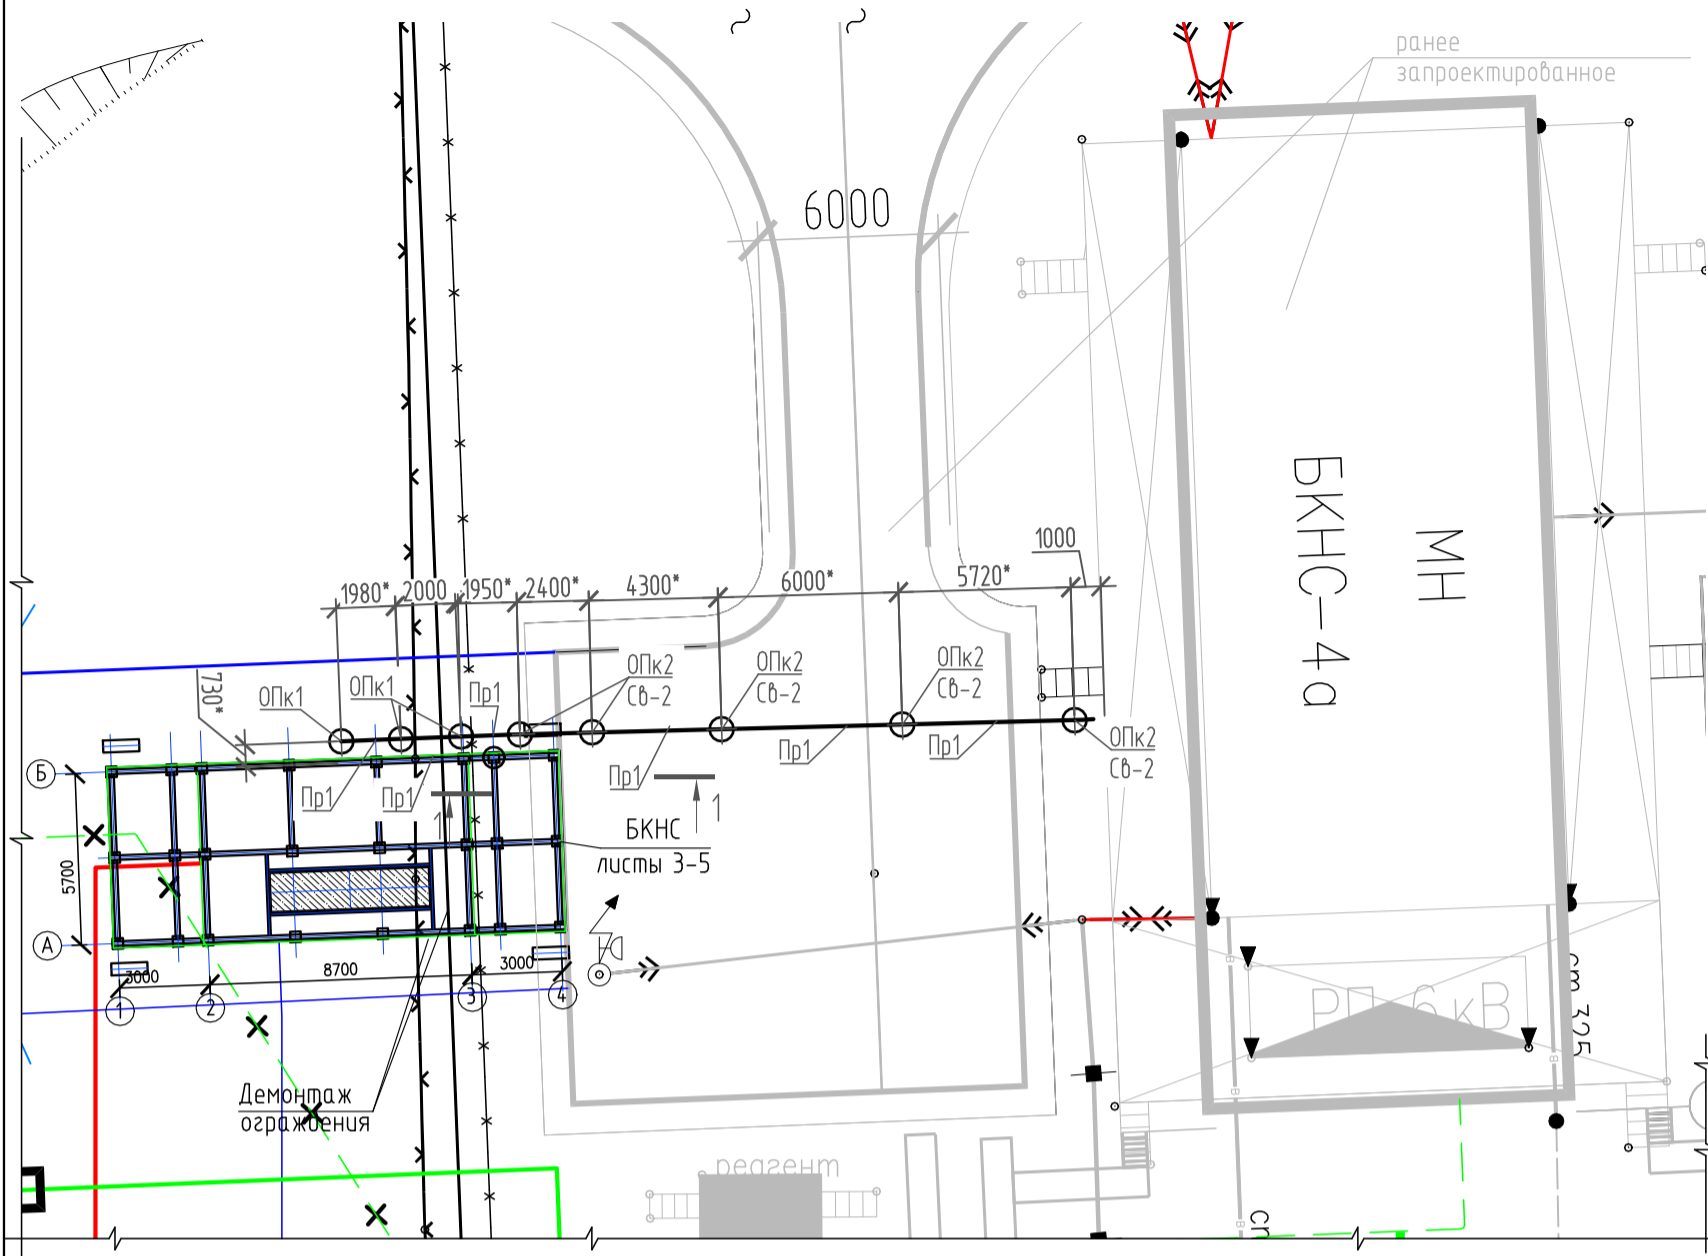 ранее
запроектированное
6000
БКНС-4а
МН
1000
1980*
2000
1950*
2400*
4300*
6000*
5720*
730*
ОПк1
ОПк1
Пр1
ОПк2
Св-2
ОПк2
Св-2
ОПк2
Св-2
ОПк2
Св-2
Пр1
Пр1
Пр1
Пр1
Пр1
1
1
Б
А
5700
БКНС
листы 3-5
3000
8700
3000
1
2
3
4
РП 6 кВ
Демонтаж
ограждения
реагент